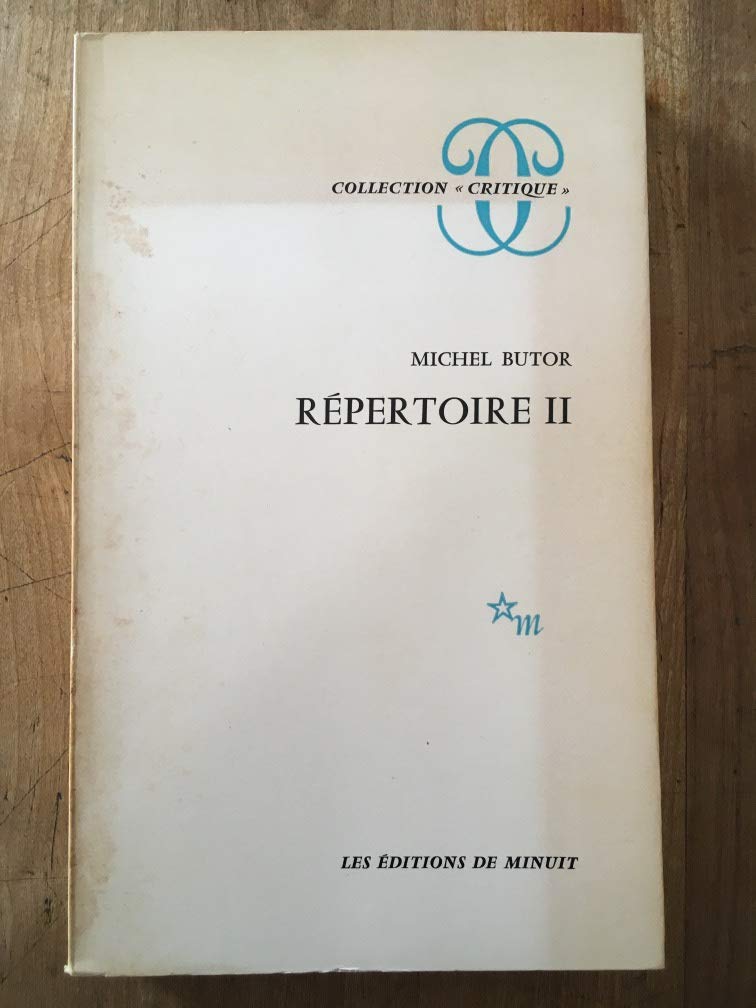 COLLECTION « CRITIQUE »
MICHEL BUTOR
RÉPERTOIRE II
m
LES ÉDITIONS DE MINUIT